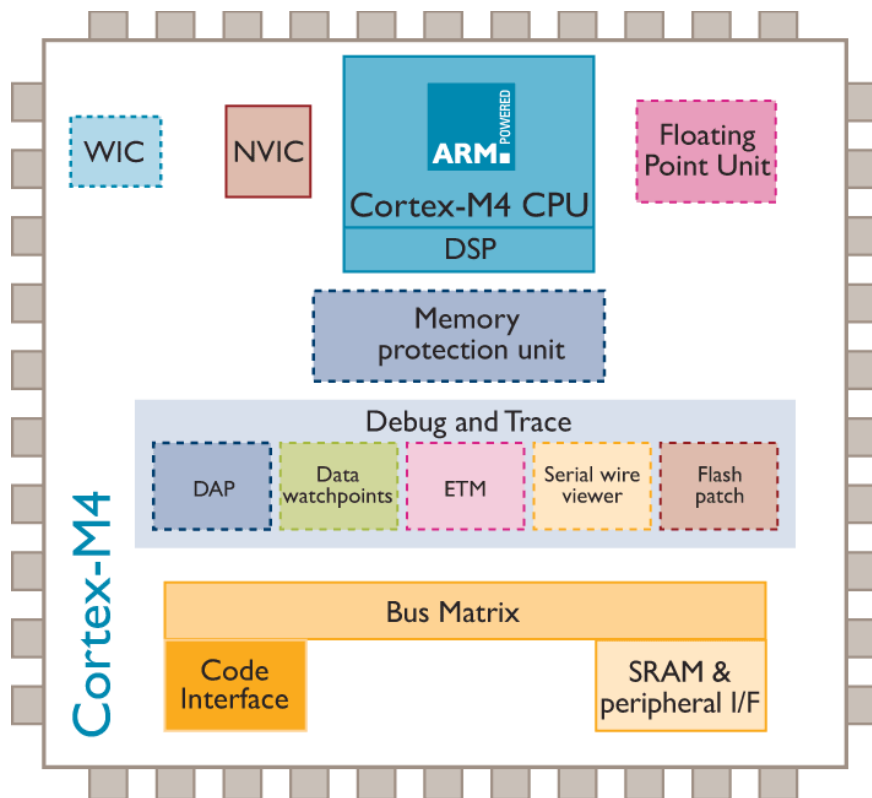 WIC
NVIC
ARM POWERED
Cortex-M4 CPU
DSP
Floating
Point Unit
Memory
protection unit
Debug and Trace
DAP
Data
watchpoints
ETM
Serial wire
viewer
Flash
patch
Cortex-M4
Bus Matrix
Code
Interface
SRAM &
peripheral I/F